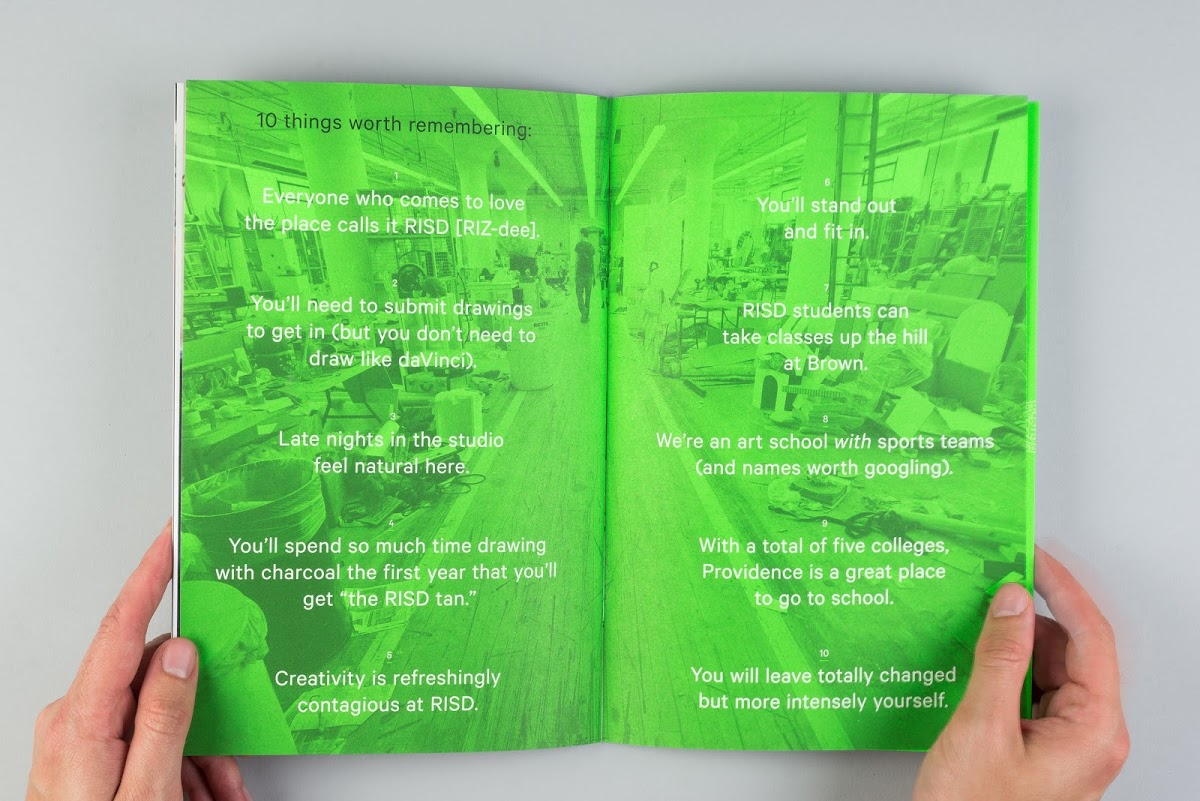 10 things worth remembering:
1
Everyone who comes to love
the place calls it RISD [RIZ-dee].
2
You'll need to submit drawings
to get in (but you don't need to
draw like daVinci).
3
Late nights in the studio
feel natural here.
4
You'll spend so much time drawing
with charcoal the first year that you'll
get “the RISD tan.”
5
Creativity is refreshingly
contagious at RISD.
6
You'll stand out
and fit in.
7
RISD students can
take classes up the hill
at Brown.
8
We're an art school with sports teams
(and names worth googling).
9
With a total of five colleges,
Providence is a great place
to go to school.
10
You will leave totally changed
but more intensely yourself.